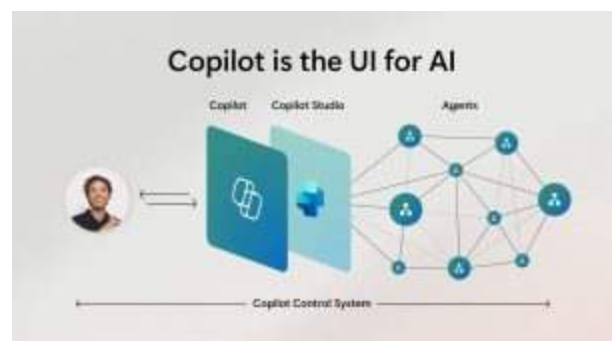 Copilot is the UI for AI
Copilot
Copilot Studio
Agents
Copilot Control System